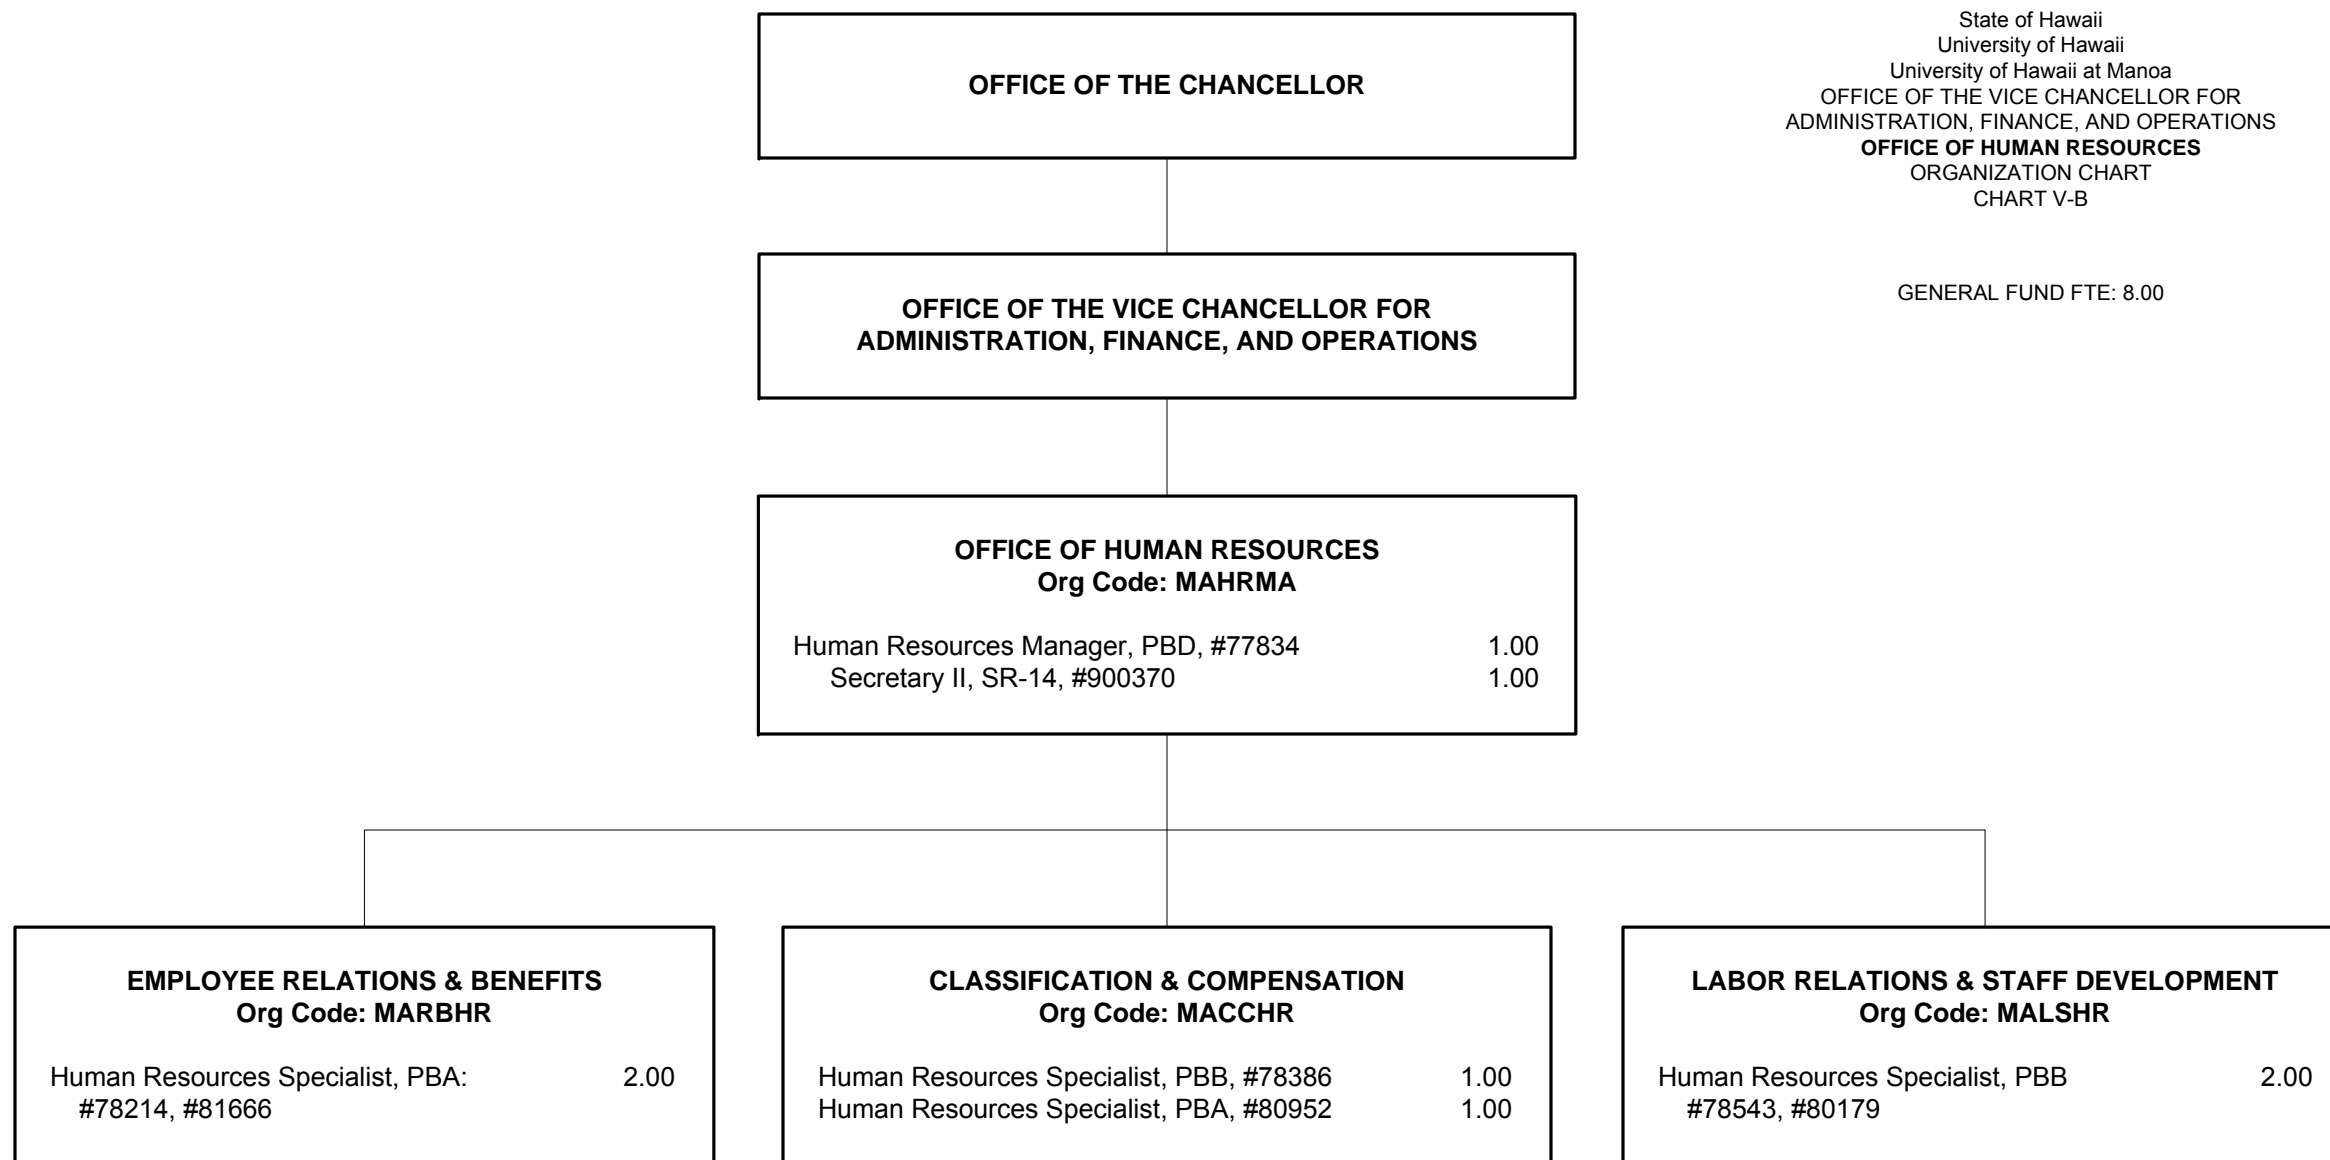 State of Hawaii
University of Hawaii
University of Hawaii at Manoa
OFFICE OF THE VICE CHANCELLOR FOR
ADMINISTRATION, FINANCE, AND OPERATIONS
OFFICE OF HUMAN RESOURCES
ORGANIZATION CHART
CHART V-B
GENERAL FUND FTE: 8.00
OFFICE OF THE CHANCELLOR
OFFICE OF THE VICE CHANCELLOR FOR
ADMINISTRATION, FINANCE, AND OPERATIONS
OFFICE OF HUMAN RESOURCES
Org Code: MAHRMA
Human Resources Manager, PBD, #77834 1.00
Secretary II, SR-14, #900370 1.00
EMPLOYEE RELATIONS & BENEFITS
Org Code: MARBHR
Human Resources Specialist, PBA: 2.00
#78214, #81666
CLASSIFICATION & COMPENSATION
Org Code: MACCHR
Human Resources Specialist, PBB, #78386 1.00
Human Resources Specialist, PBA, #80952 1.00
LABOR RELATIONS & STAFF DEVELOPMENT
Org Code: MALSHR
Human Resources Specialist, PBB 2.00
#78543, #80179